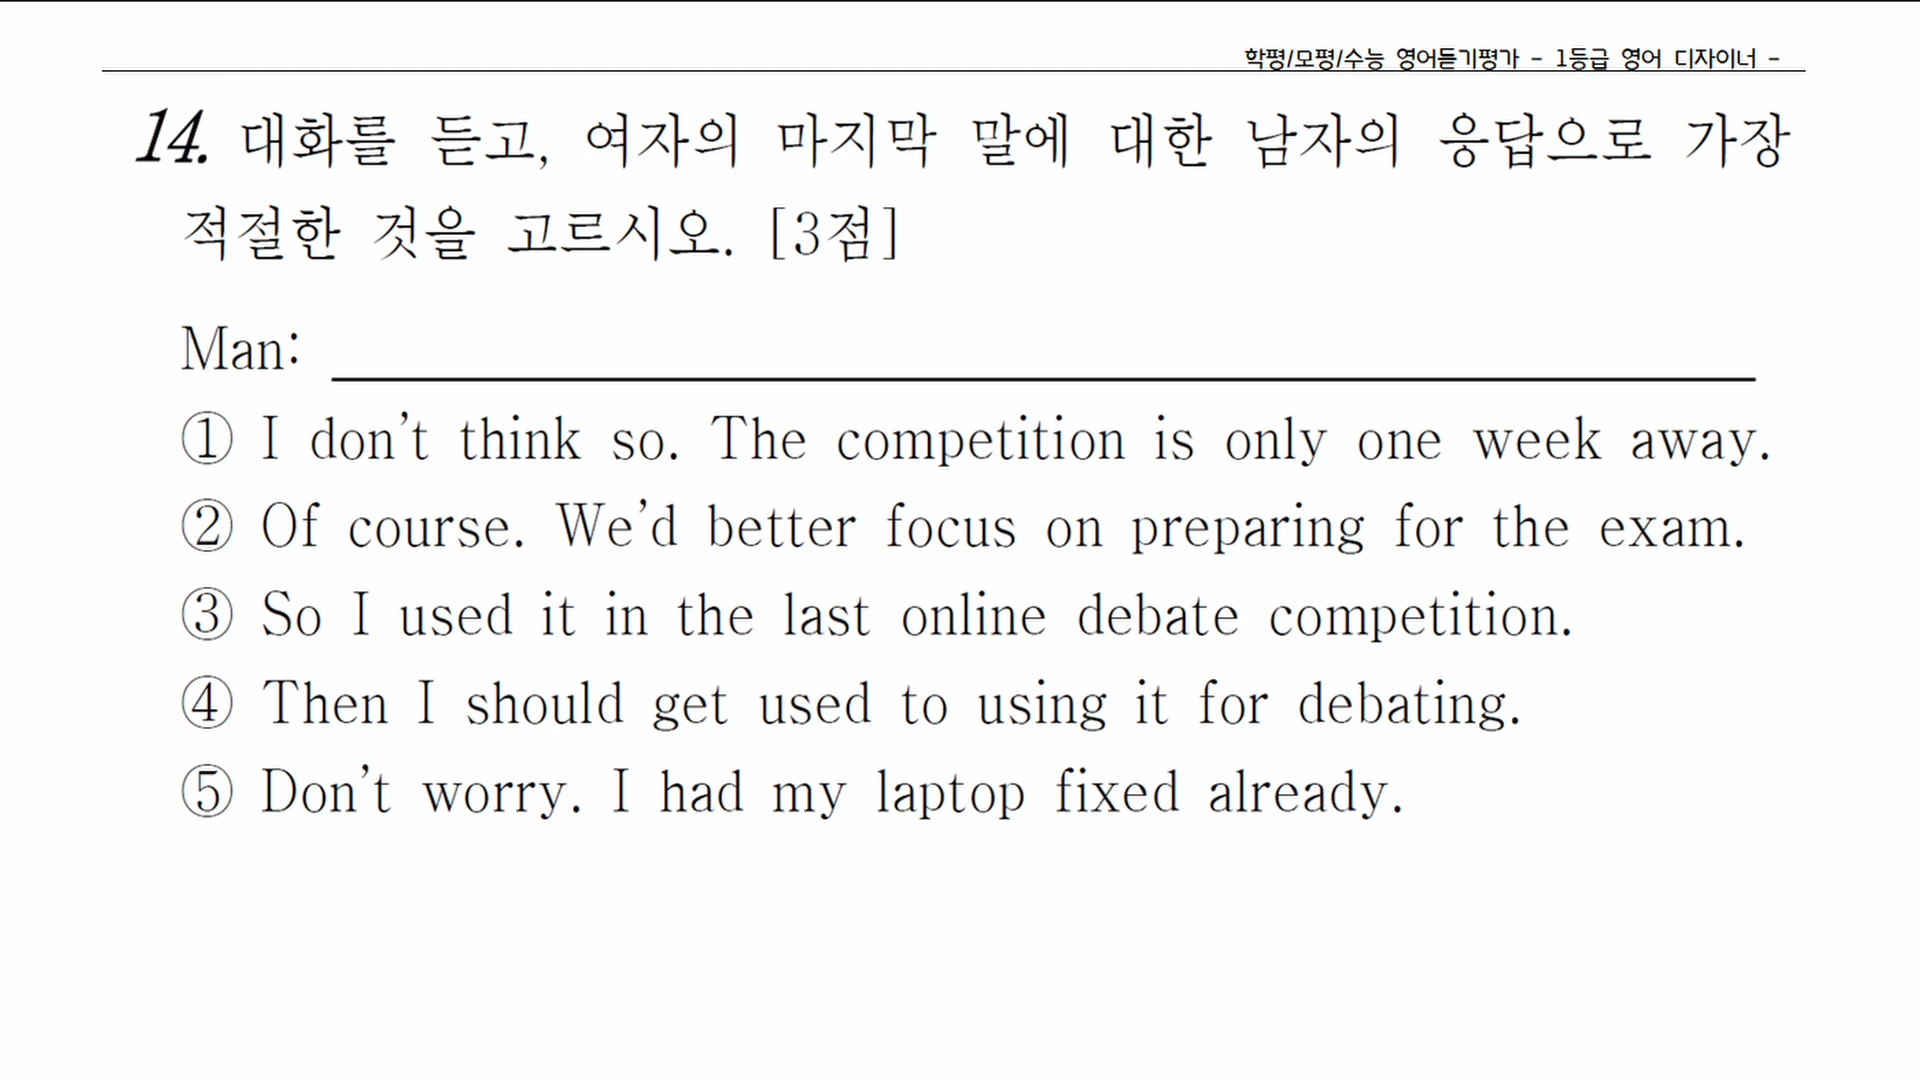 학평/모평/수능 영어듣기평가 - 1등급 영어 디자이너 -
14. 대화를 듣고, 여자의 마지막 말에 대한 남자의 응답으로 가장
적절한 것을 고르시오. [3점]
Man:
① I don't think so. The competition is only one week away.
② Of course. We'd better focus on preparing for the exam.
③ So I used it in the last online debate competition.
④ Then I should get used to using it for debating.
⑤ Don't worry. I had my laptop fixed already.